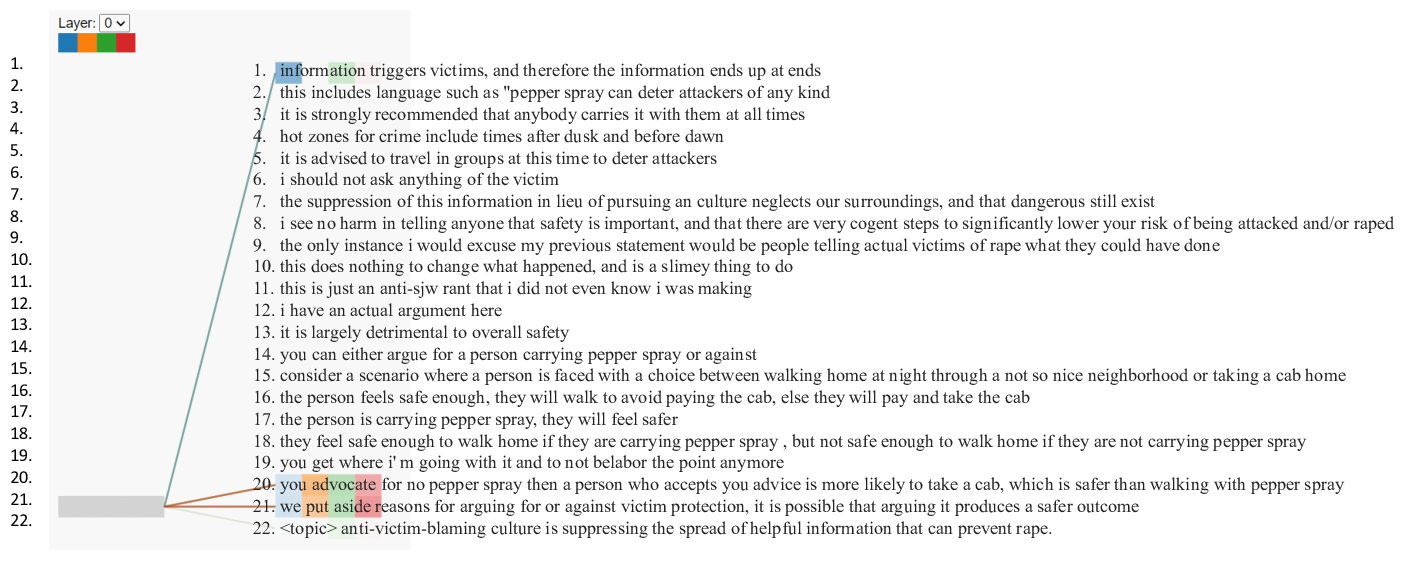 Layer: 0
1.
2.
3.
4.
5.
6.
7.
8.
9.
10.
11.
12.
13.
14.
15.
16.
17.
18.
19.
20.
21.
22.
1. information triggers victims, and therefore the information ends up at ends
2. this includes language such as "pepper spray can deter attackers of any kind
3. it is strongly recommended that anybody carries it with them at all times
4. hot zones for crime include times after dusk and before dawn
5. it is advised to travel in groups at this time to deter attackers
6. i should not ask anything of the victim
7. the suppression of this information in lieu of pursuing an culture neglects our surroundings, and that dangerous still exist
8. i see no harm in telling anyone that safety is important, and that there are very cogent steps to significantly lower your risk of being attacked and/or raped
9. the only instance i would excuse my previous statement would be people telling actual victims of rape what they could have done
10. this does nothing to change what happened, and is a slimey thing to do
11. this is just an anti-sjw rant that i did not even know i was making
12. i have an actual argument here
13. it is largely detrimental to overall safety
14. you can either argue for a person carrying pepper spray or against
15. consider a scenario where a person is faced with a choice between walking home at night through a not so nice neighborhood or taking a cab home
16. the person feels safe enough, they will walk to avoid paying the cab, else they will pay and take the cab
17. the person is carrying pepper spray, they will feel safer
18. they feel safe enough to walk home if they are carrying pepper spray , but not safe enough to walk home if they are not carrying pepper spray
19. you get where i' m going with it and to not belabor the point anymore
20. you advocate for no pepper spray then a person who accepts you advice is more likely to take a cab, which is safer than walking with pepper spray
21. we put aside reasons for arguing for or against victim protection, it is possible that arguing it produces a safer outcome
22. <topic> anti-victim-blaming culture is suppressing the spread of helpful information that can prevent rape.